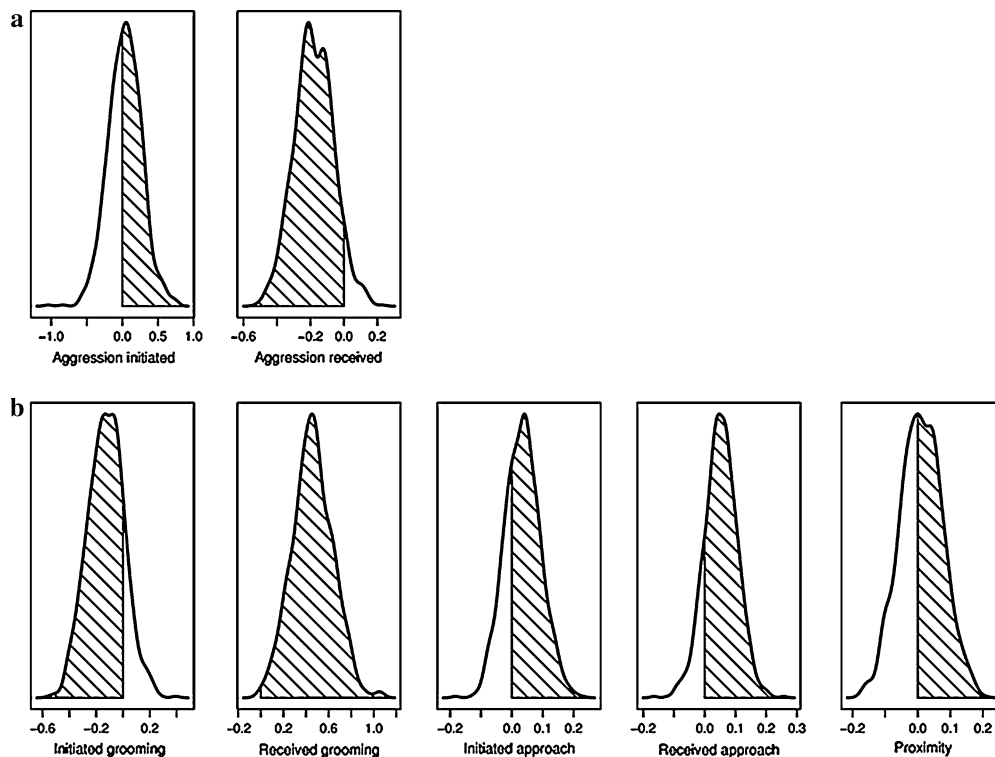 a
−1.0 0.0 0.5 1.0
−0.6 −0.2 0.0 0.2
Aggression initiated
Aggression received
b
−0.6 −0.2 0.2
−0.2 0.2 0.6 1.0
−0.2 0.0 0.1 0.2
−0.2 0.0 0.1 0.2 0.3
−0.2 0.0 0.1 0.2
Initiated grooming
Received grooming
Initiated approach
Received approach
Proximity